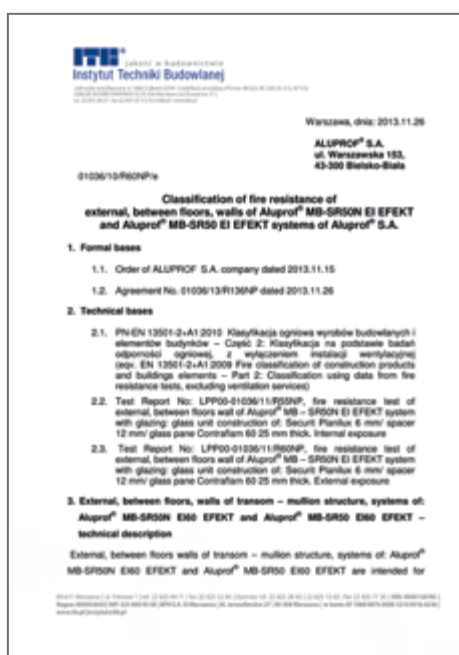 ITB jakość w budownictwie
Instytut Techniki Budowlanej
Warszawa, dnia: 2013.11.26
ALUPROF® S.A.
ul. Warszawska 153,
43-300 Bielsko-Biała
01036/10/R60NP/e
Classification of fire resistance of
external, between floors, walls of Aluprof® MB-SR50N EI EFEKT
and Aluprof® MB-SR50 EI EFEKT systems of Aluprof® S.A.
1. Formal bases
1.1. Order of ALUPROF S.A. company dated 2013.11.15
1.2. Agreement No. 01036/13/R136NP dated 2013.11.26
2. Technical bases
2.1. PN-EN 13501-2+A1:2010 Klasyfikacja ogniowa wyrobów budowlanych i
elementów budynków – Część 2: Klasyfikacja na podstawie badań
odporności ogniowej, z wyłączeniem instalacji wentylacyjnej
(eqv. EN 13501-2+A1:2009 Fire classification of construction products
and buildings elements – Part 2: Classification using data from fire
resistance tests, excluding ventilation services)
2.2. Test Report No: LPP00-01036/11/R55NP, fire resistance test of
external, between floors wall of Aluprof® MB – SR50N EI EFEKT system
with glazing: glass unit construction of: Securit Planilux 6 mm/ spacer
12 mm/ glass pane Contraflam 60 25 mm thick. Internal exposure
2.3. Test Report No: LPP00-01036/11/R60NP, fire resistance test of
external, between floors wall of Aluprof® MB – SR50N EI EFEKT system
with glazing: glass unit construction of: Securit Planilux 6 mm/ spacer
12 mm/ glass pane Contraflam 60 25 mm thick. External exposure
3. External, between floors, walls of transom – mullion structure, systems of:
Aluprof® MB-SR50N EI60 EFEKT and Aluprof® MB-SR50 EI60 EFEKT –
technical description
External, between floors walls of transom – mullion structure, systems of: Aluprof®
MB-SR50N EI60 EFEKT and Aluprof® MB-SR50 EI60 EFEKT are intended for